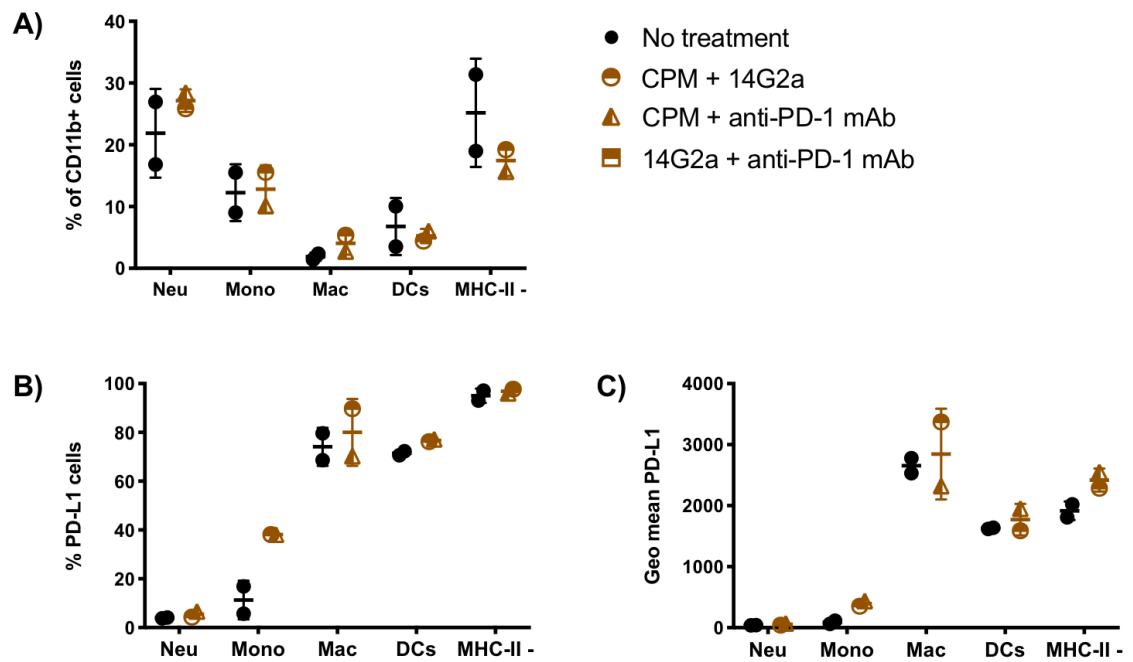 A)
% of CD11b+ cells
40
30
20
10
0
Neu Mono Mac DCs MHC-II -
No treatment
CPM + 14G2a
CPM + anti-PD-1 mAb
14G2a + anti-PD-1 mAb
B)
% PD-L1 cells
100
80
60
40
20
0
Neu Mono Mac DCs MHC-II -
C)
Geo mean PD-L1
4000
3000
2000
1000
0
Neu Mono Mac DCs MHC-II -